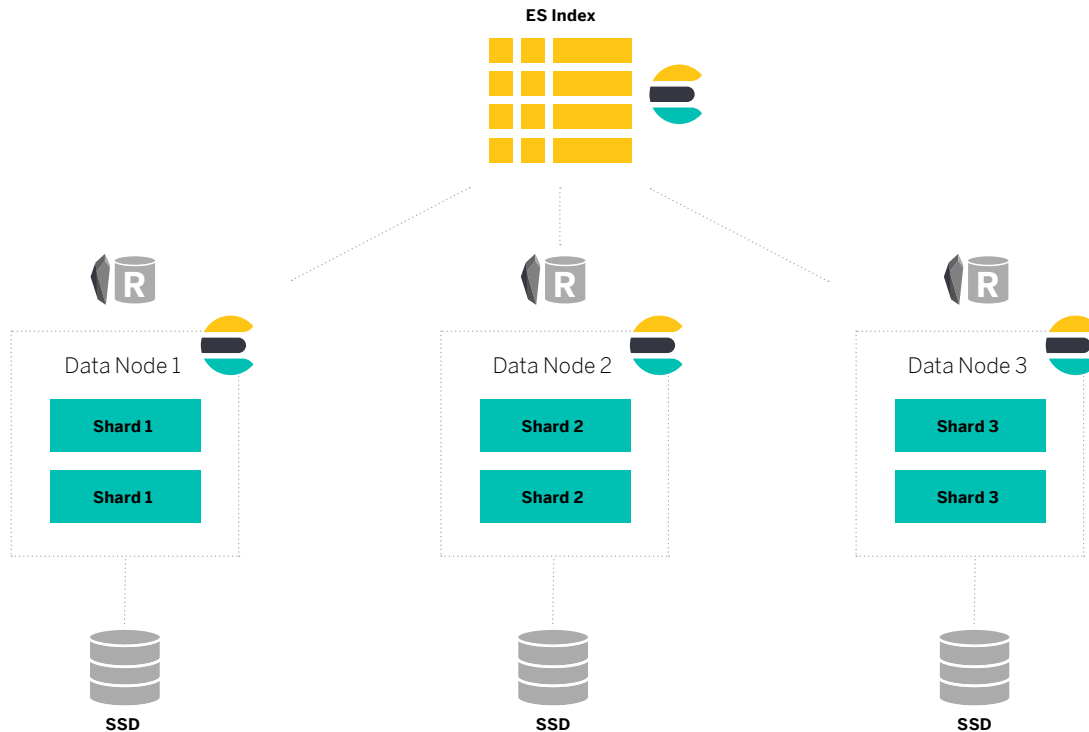 ES Index
R
R
R
Data Node 1
Data Node 2
Data Node 3
Shard 1
Shard 2
Shard 3
Shard 1
Shard 2
Shard 3
SSD
SSD
SSD